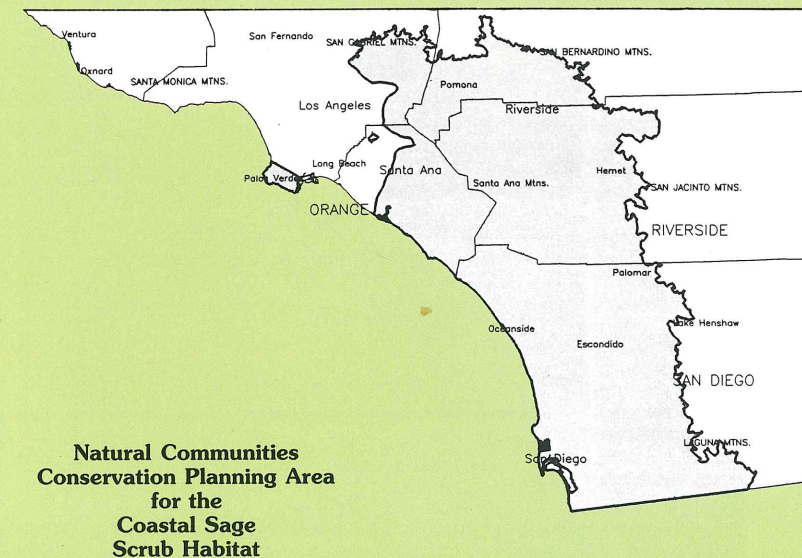 Ventura
San Fernando
SAN GABRIEL MTNS.
SAN BERNARDINO MTNS.
Oxnard
SANTA MONICA MTNS.
Pomona
Los Angeles
Riverside
Long Beach
Santa Ana
Palos Verdes
Santa Ana Mtns.
Hemet
SAN JACINTO MTNS.
ORANGE
RIVERSIDE
Palomar
Oceanside
Lake Henshaw
Escondido
SAN DIEGO
LAGUNA MTNS.
San Diego
Natural Communities
Conservation Planning Area
for the
Coastal Sage
Scrub Habitat